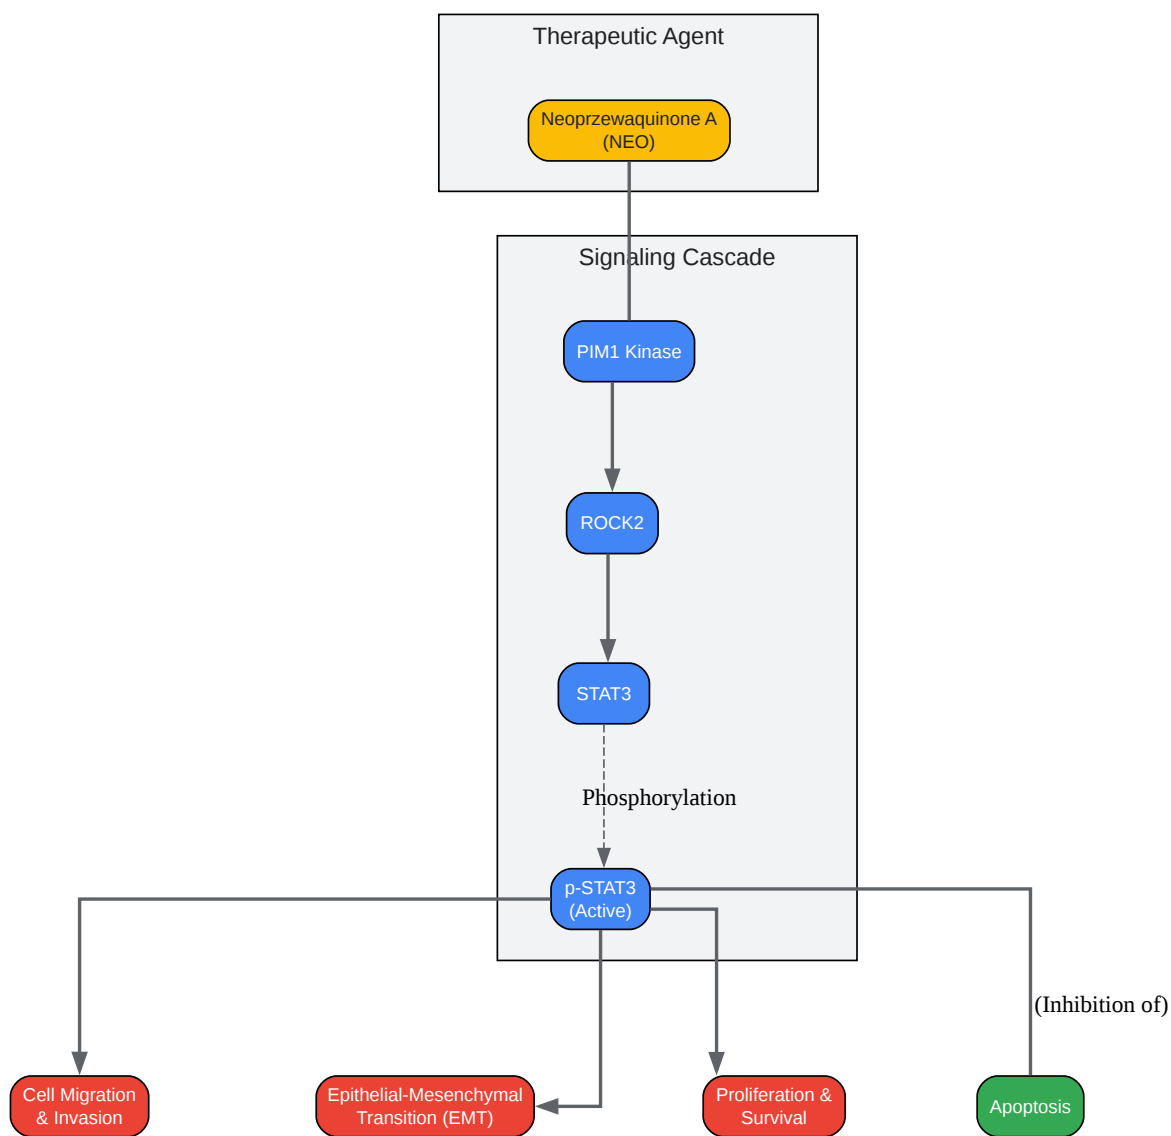 Therapeutic Agent
Neoprzewaquinone A
(NEO)
Signaling Cascade
PIM1 Kinase
ROCK2
STAT3
Phosphorylation
p-STAT3
(Active)
(Inhibition of)
Cell Migration
& Invasion
Epithelial-Mesenchymal
Transition (EMT)
Proliferation &
Survival
Apoptosis